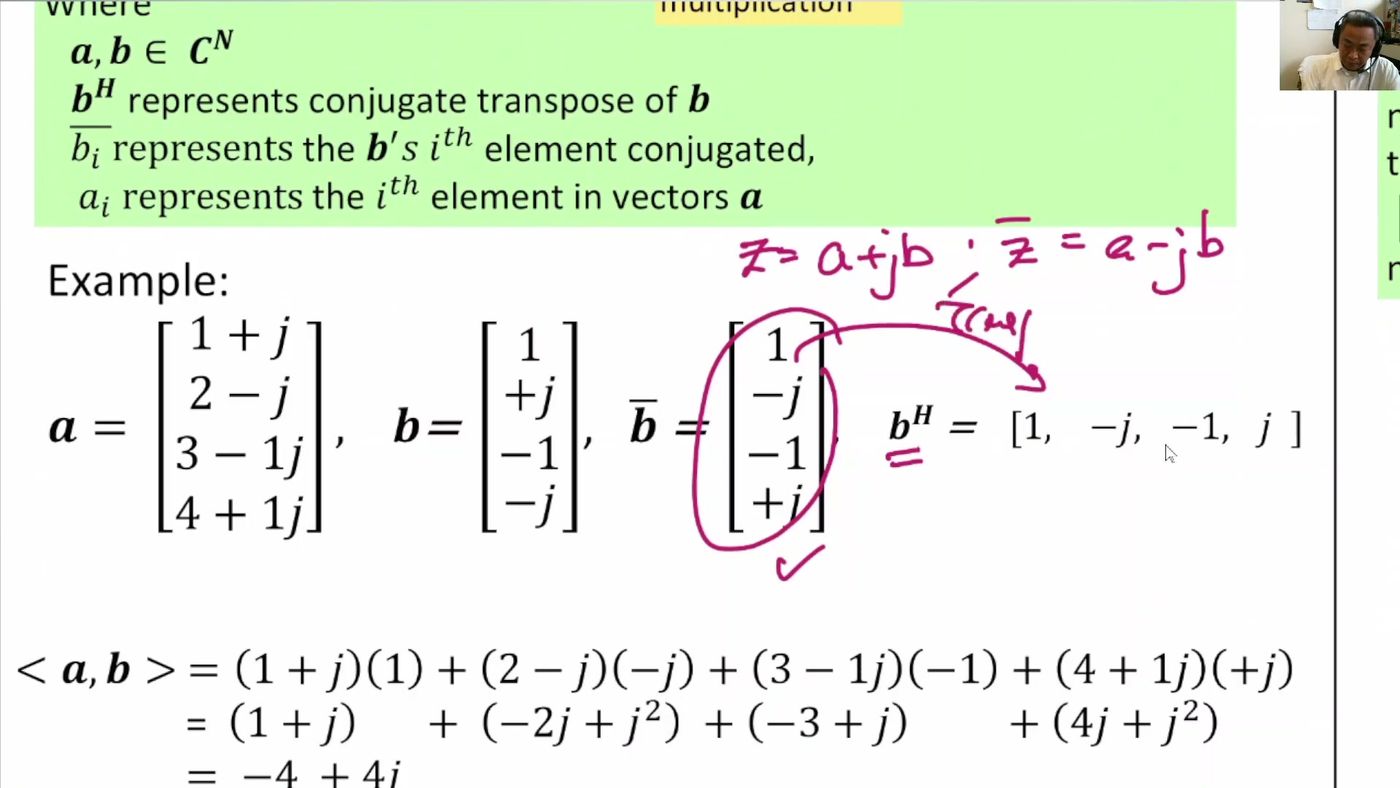 Where
multiplication
a, b ∈ C^N
b^H represents conjugate transpose of b
b̅ᵢ represents the b's i^th element conjugated,
aᵢ represents the i^th element in vectors a
z = a+jb . z̅ = a-jb
Example:
a = [1 + j; 2 − j; 3 − 1j; 4 + 1j], b = [1; +j; −1; −j], b̅ = [1; −j; −1; +j], b^H = [1, −j, −1, j ]
< a, b > = (1 + j)(1) + (2 − j)(−j) + (3 − 1j)(−1) + (4 + 1j)(+j)
= (1 + j) + (−2j + j²) + (−3 + j) + (4j + j²)
= −4 + 4j